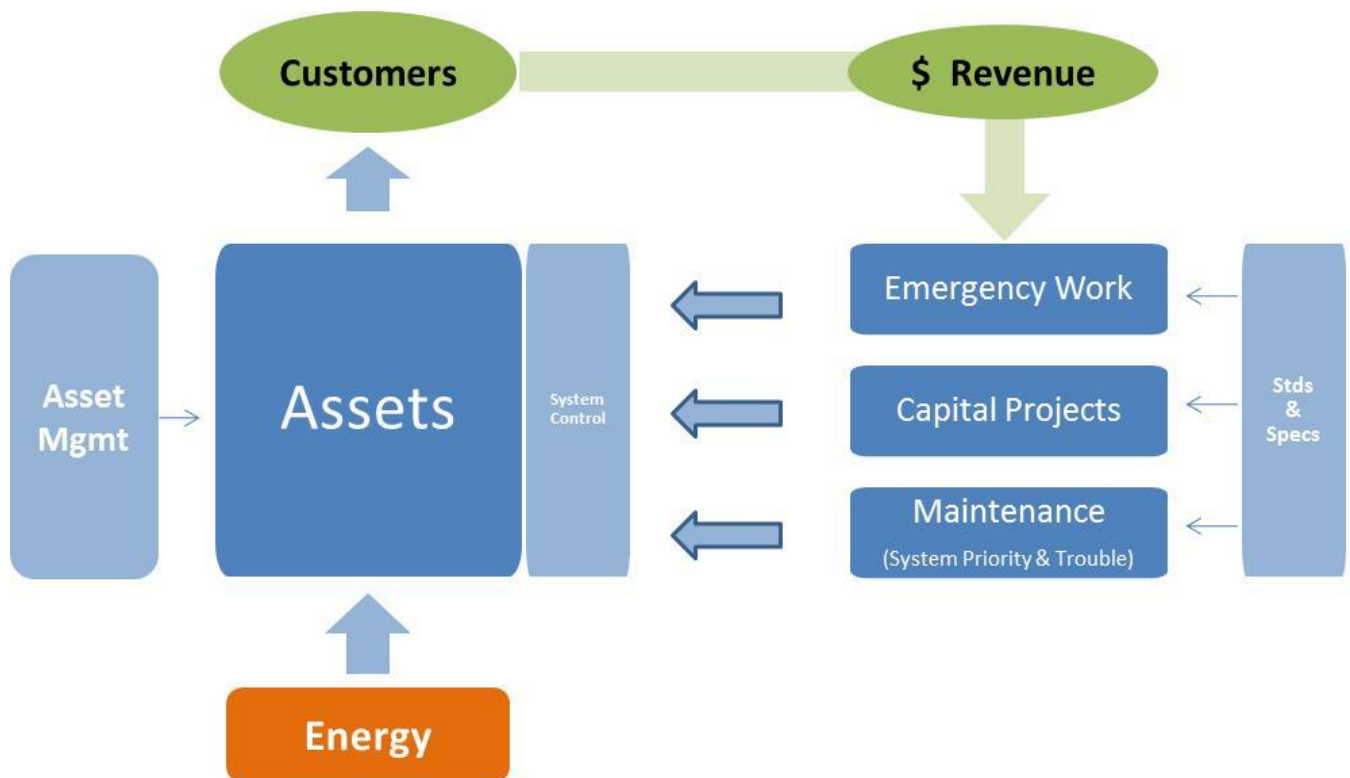 Customers
$ Revenue
Asset
Mgmt
Assets
System
Control
Emergency Work
Capital Projects
Maintenance
(System Priority & Trouble)
Stds
&
Specs
Energy